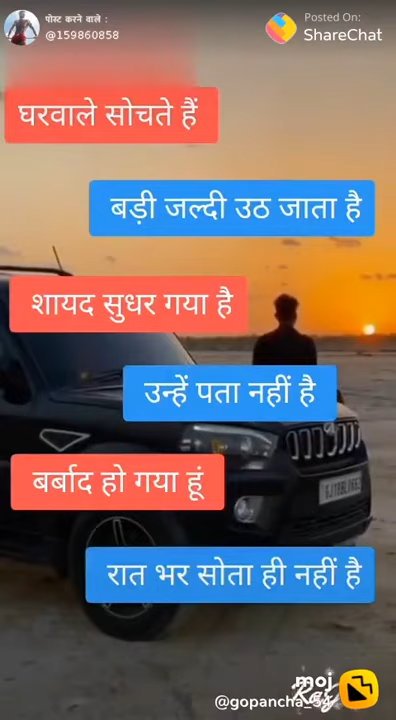 पोस्ट करने वाले :
@159860858
Posted On:
ShareChat
घरवाले सोचते हैं
बड़ी जल्दी उठ जाता है
शायद सुधर गया है
उन्हें पता नहीं है
बर्बाद हो गया हूं
रात भर सोता ही नहीं है
moj